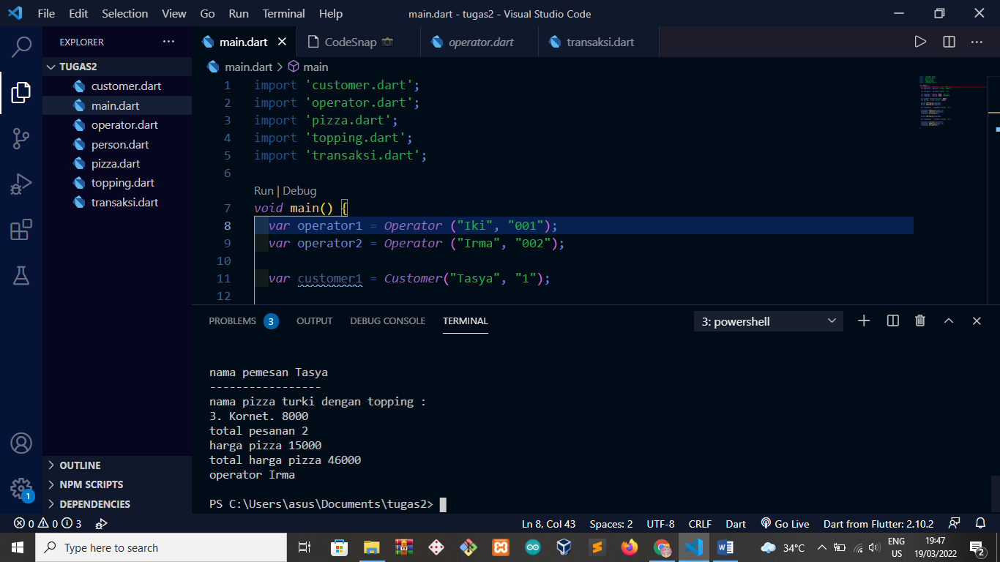 File Edit Selection View Go Run Terminal Help main.dart - tugas2 - Visual Studio Code
EXPLORER ···
TUGAS2
customer.dart
main.dart
operator.dart
person.dart
pizza.dart
topping.dart
transaksi.dart
OUTLINE
NPM SCRIPTS
DEPENDENCIES
1
main.dart CodeSnap operator.dart transaksi.dart
main.dart > main
1 import 'customer.dart';
2 import 'operator.dart';
3 import 'pizza.dart';
4 import 'topping.dart';
5 import 'transaksi.dart';
6
Run | Debug
7 void main() {
8 var operator1 = Operator ("Iki", "001");
9 var operator2 = Operator ("Irma", "002");
10
11 var customer1 = Customer("Tasya", "1");
12
PROBLEMS 3 OUTPUT DEBUG CONSOLE TERMINAL 3: powershell
nama pemesan Tasya
-----------------
nama pizza turki dengan topping :
3. Kornet. 8000
total pesanan 2
harga pizza 15000
total harga pizza 46000
operator Irma
PS C:\Users\asus\Documents\tugas2>
0 0 3 Ln 8, Col 43 Spaces: 2 UTF-8 CRLF Dart Go Live Dart from Flutter: 2.10.2
Type here to search 34°C ENG US 19:47 19/03/2022 2